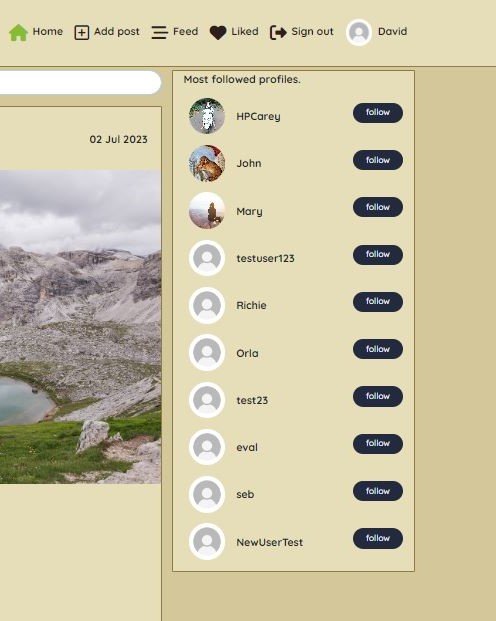 Home Add post Feed Liked Sign out David
Most followed profiles.
02 Jul 2023
HPCarey follow
John follow
Mary follow
testuser123 follow
Richie follow
Orla follow
test23 follow
eval follow
seb follow
NewUserTest follow